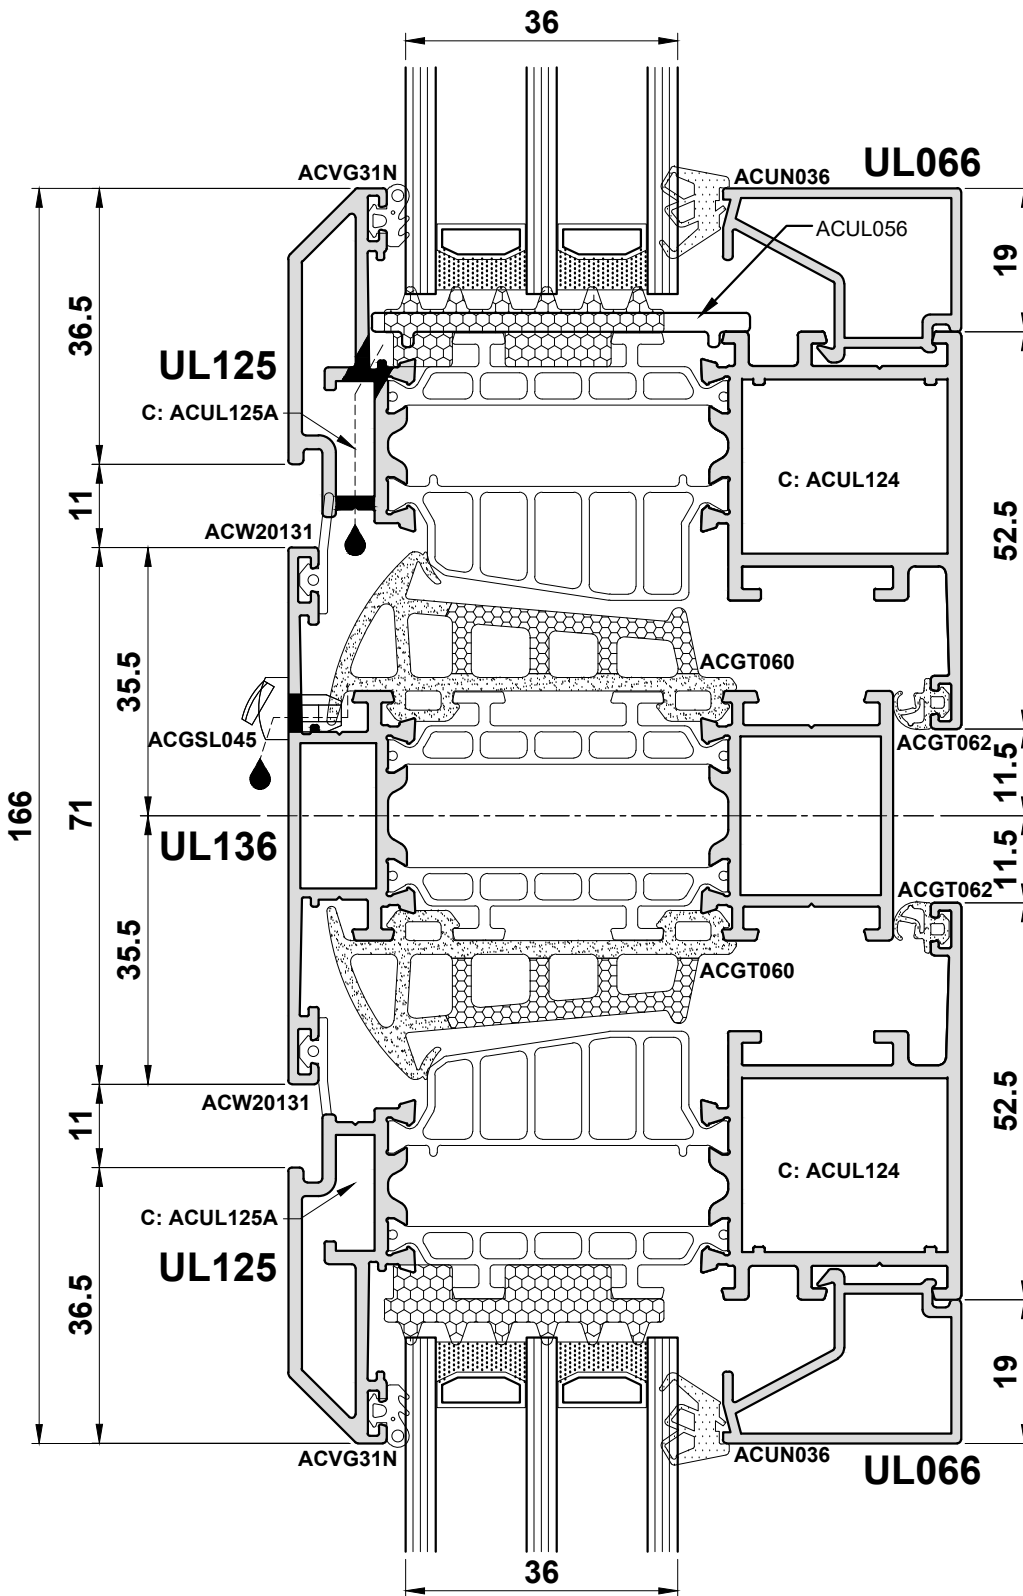 36
ACVG31N
UL066
ACUN036
ACUL056
19
36.5
UL125
C: ACUL125A
C: ACUL124
11
ACW20131
52.5
35.5
ACGT060
ACGSL045
ACGT062
11.5
166
71
UL136
11.5
ACGT062
35.5
ACGT060
ACW20131
11
52.5
C: ACUL124
C: ACUL125A
UL125
36.5
19
ACVG31N
ACUN036
UL066
36